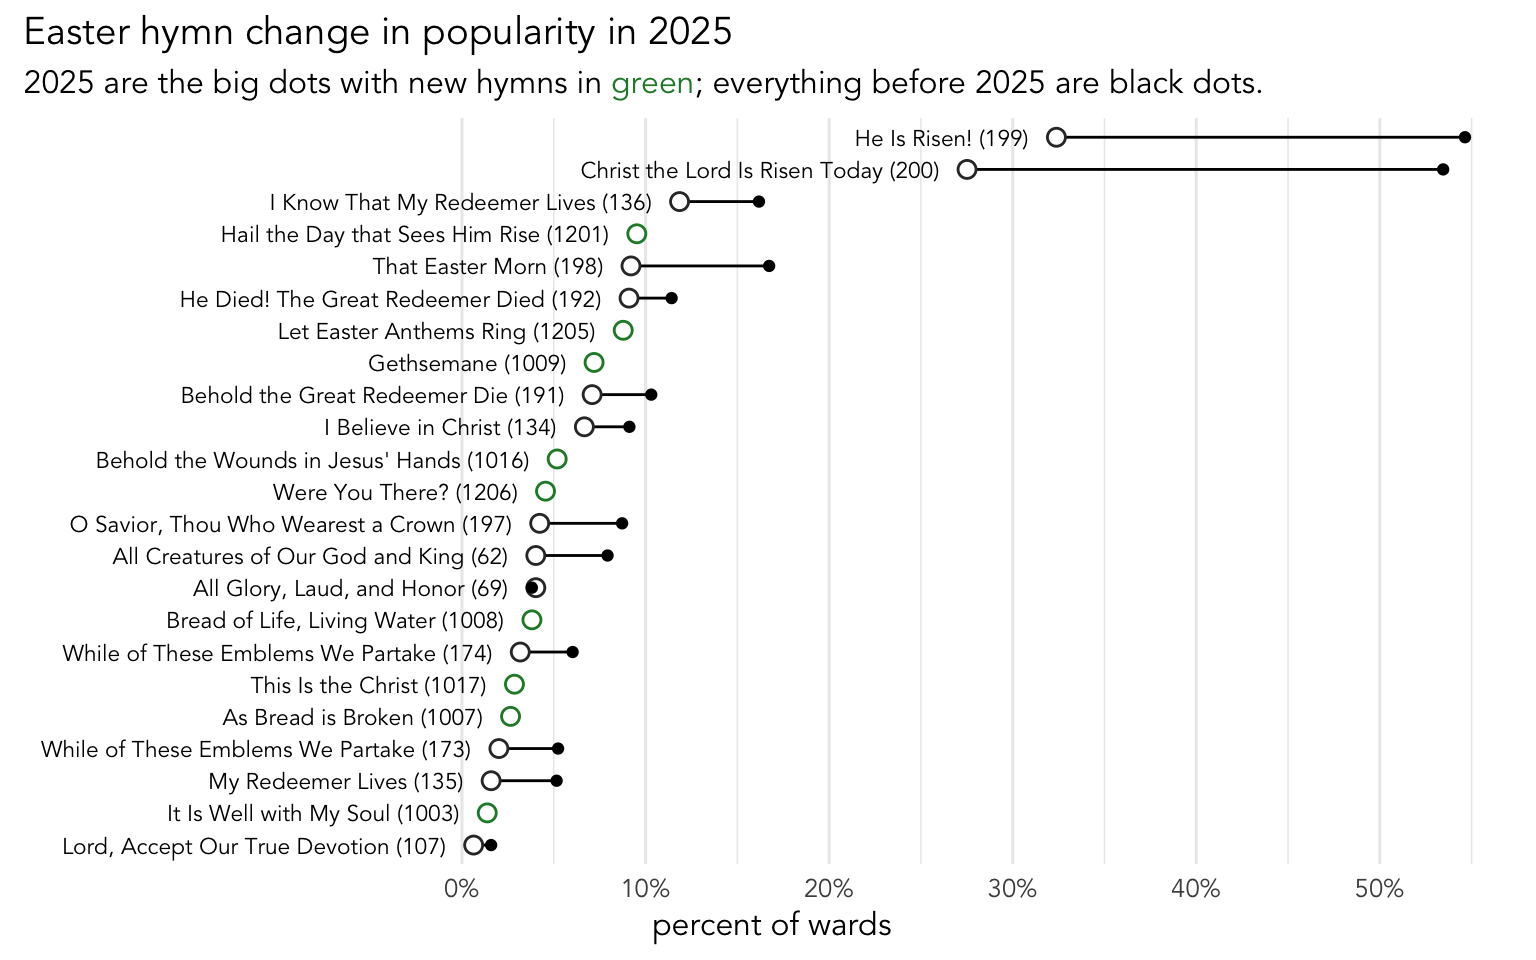 Easter hymn change in popularity in 2025
2025 are the big dots with new hymns in green; everything before 2025 are black dots.
He Is Risen! (199)
Christ the Lord Is Risen Today (200)
I Know That My Redeemer Lives (136)
Hail the Day that Sees Him Rise (1201)
That Easter Morn (198)
He Died! The Great Redeemer Died (192)
Let Easter Anthems Ring (1205)
Gethsemane (1009)
Behold the Great Redeemer Die (191)
I Believe in Christ (134)
Behold the Wounds in Jesus' Hands (1016)
Were You There? (1206)
O Savior, Thou Who Wearest a Crown (197)
All Creatures of Our God and King (62)
All Glory, Laud, and Honor (69)
Bread of Life, Living Water (1008)
While of These Emblems We Partake (174)
This Is the Christ (1017)
As Bread is Broken (1007)
While of These Emblems We Partake (173)
My Redeemer Lives (135)
It Is Well with My Soul (1003)
Lord, Accept Our True Devotion (107)
0% 10% 20% 30% 40% 50%
percent of wards